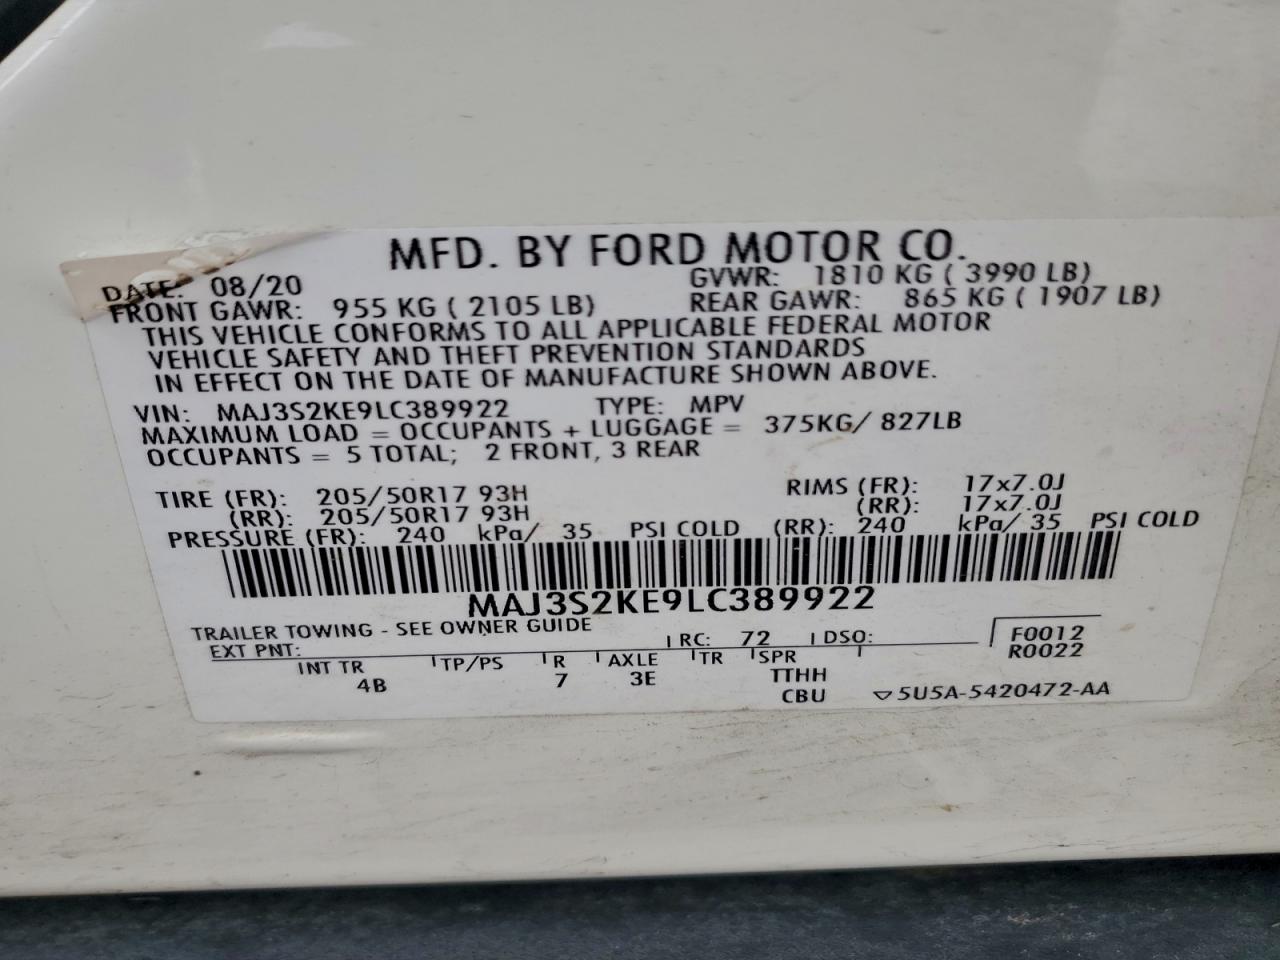 MFD. BY FORD MOTOR CO.
DATE: 08/20 GVWR: 1810 KG ( 3990 LB)
FRONT GAWR: 955 KG ( 2105 LB) REAR GAWR: 865 KG ( 1907 LB)
THIS VEHICLE CONFORMS TO ALL APPLICABLE FEDERAL MOTOR
VEHICLE SAFETY AND THEFT PREVENTION STANDARDS
IN EFFECT ON THE DATE OF MANUFACTURE SHOWN ABOVE.
VIN: MAJ3S2KE9LC389922 TYPE: MPV
MAXIMUM LOAD = OCCUPANTS + LUGGAGE = 375KG/ 827LB
OCCUPANTS = 5 TOTAL; 2 FRONT, 3 REAR
TIRE (FR): 205/50R17 93H RIMS (FR): 17x7.0J
(RR): 205/50R17 93H (RR): 17x7.0J
PRESSURE (FR): 240 kPa/ 35 PSI COLD (RR): 240 kPa/ 35 PSI COLD
MAJ3S2KE9LC389922
TRAILER TOWING - SEE OWNER GUIDE
EXT PNT: RC: 72 DSO: F0012
R0022
INT TR TP/PS R AXLE TR SPR
4B 7 3E TTHH
CBU ▽5U5A-5420472-AA